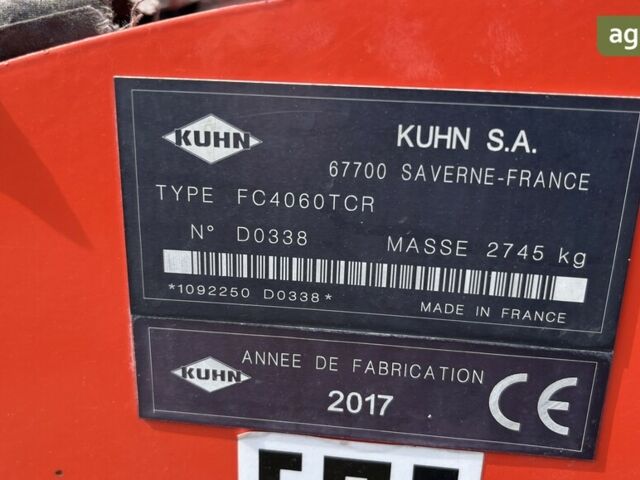 ag
KUHN
KUHN S.A.
67700 SAVERNE-FRANCE
TYPE FC4060TCR
N° D0338 MASSE 2745 kg
*1092250 D0338*
MADE IN FRANCE
KUHN
ANNEE DE FABRICATION
2017
CE